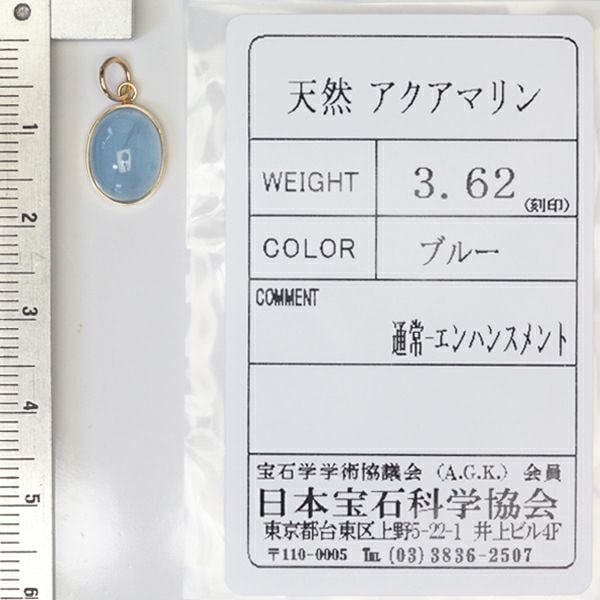 1
2
3
4
5
6
天然 アクアマリン
WEIGHT 3.62 (刻印)
COLOR ブルー
COMMENT
通常-エンハンスメント
宝石学学術協議会 (A.G.K.) 会員
日本宝石科学協会
東京都台東区上野5-22-1 井上ビル4F
〒110-0005 TEL (03) 3836-2507